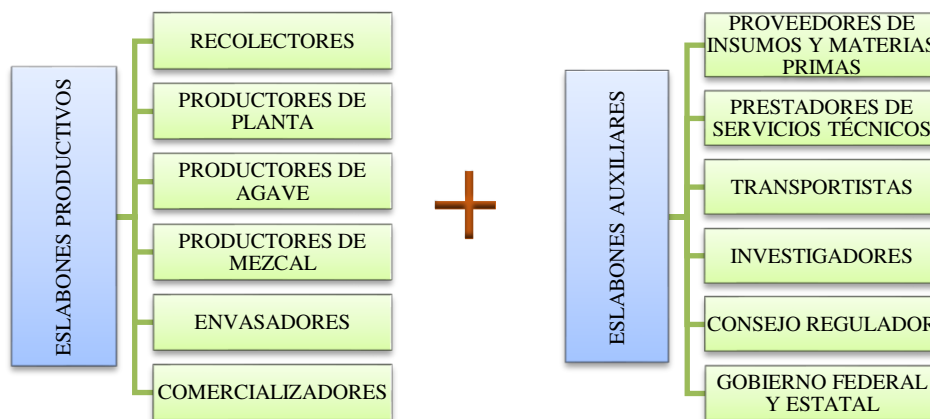 ESLABONES PRODUCTIVOS
RECOLECTORES
PRODUCTORES DE
PLANTA
PRODUCTORES DE
AGAVE
PRODUCTORES DE
MEZCAL
ENVASADORES
COMERCIALIZADORES
ESLABONES AUXILIARES
PROVEEDORES DE
INSUMOS Y MATERIAS
PRIMAS
PRESTADORES DE
SERVICIOS TÉCNICOS
TRANSPORTISTAS
INVESTIGADORES
CONSEJO REGULADOR
GOBIERNO FEDERAL
Y ESTATAL